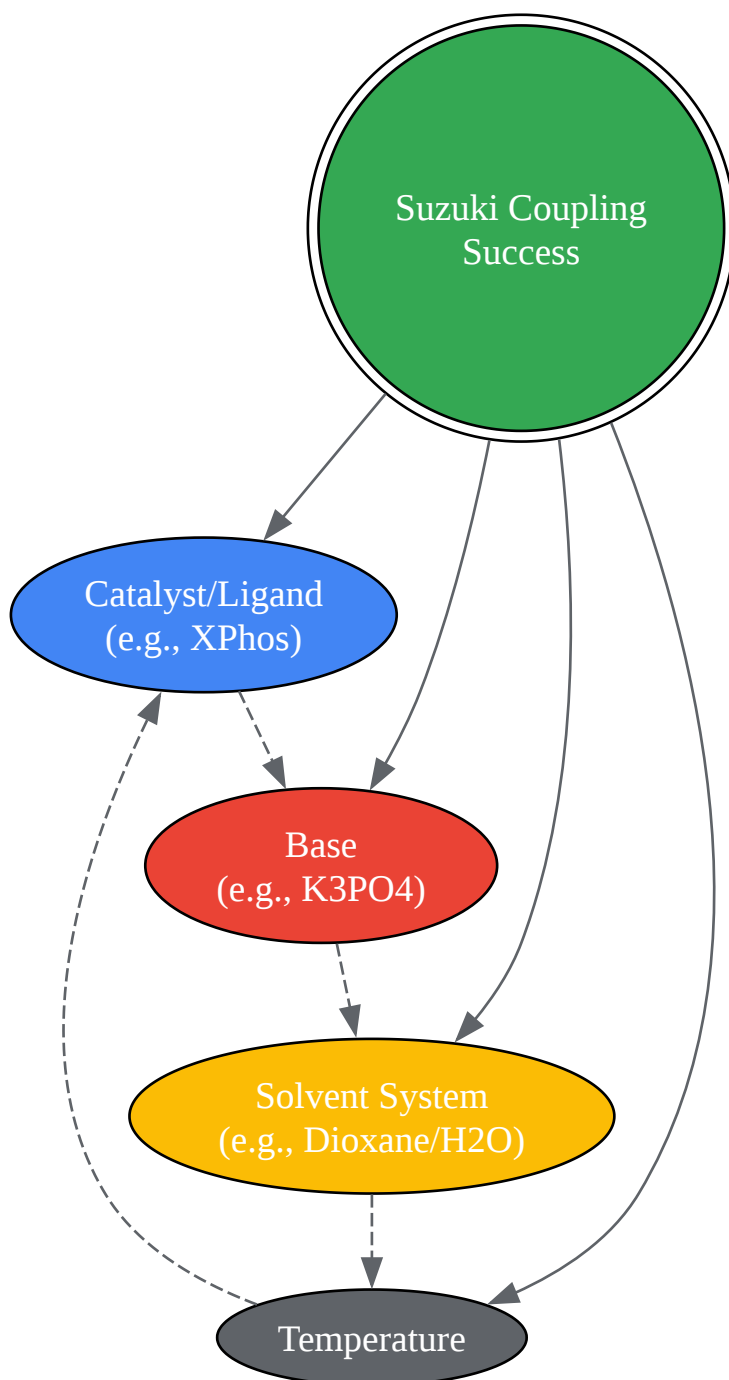 Suzuki Coupling
Success
Catalyst/Ligand
(e.g., XPhos)
Base
(e.g., K3PO4)
Solvent System
(e.g., Dioxane/H2O)
Temperature